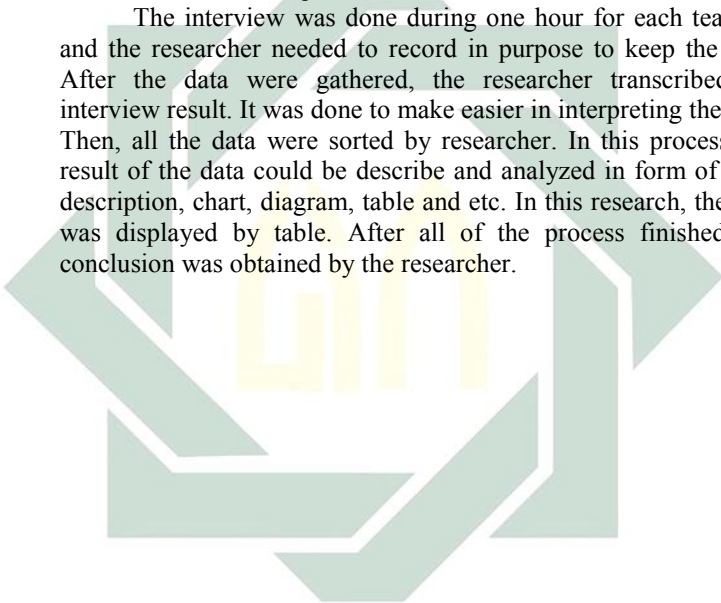 The interview was done during one hour for each
and the researcher needed to record in purpose to keep the
After the data were gathered, the researcher transcribed
interview result. It was done to make easier in interpreting the
Then, all the data were sorted by researcher. In this process
result of the data could be describe and analyzed in form of
description, chart, diagram, table and etc. In this research, the
was displayed by table. After all of the process finished
conclusion was obtained by the researcher.